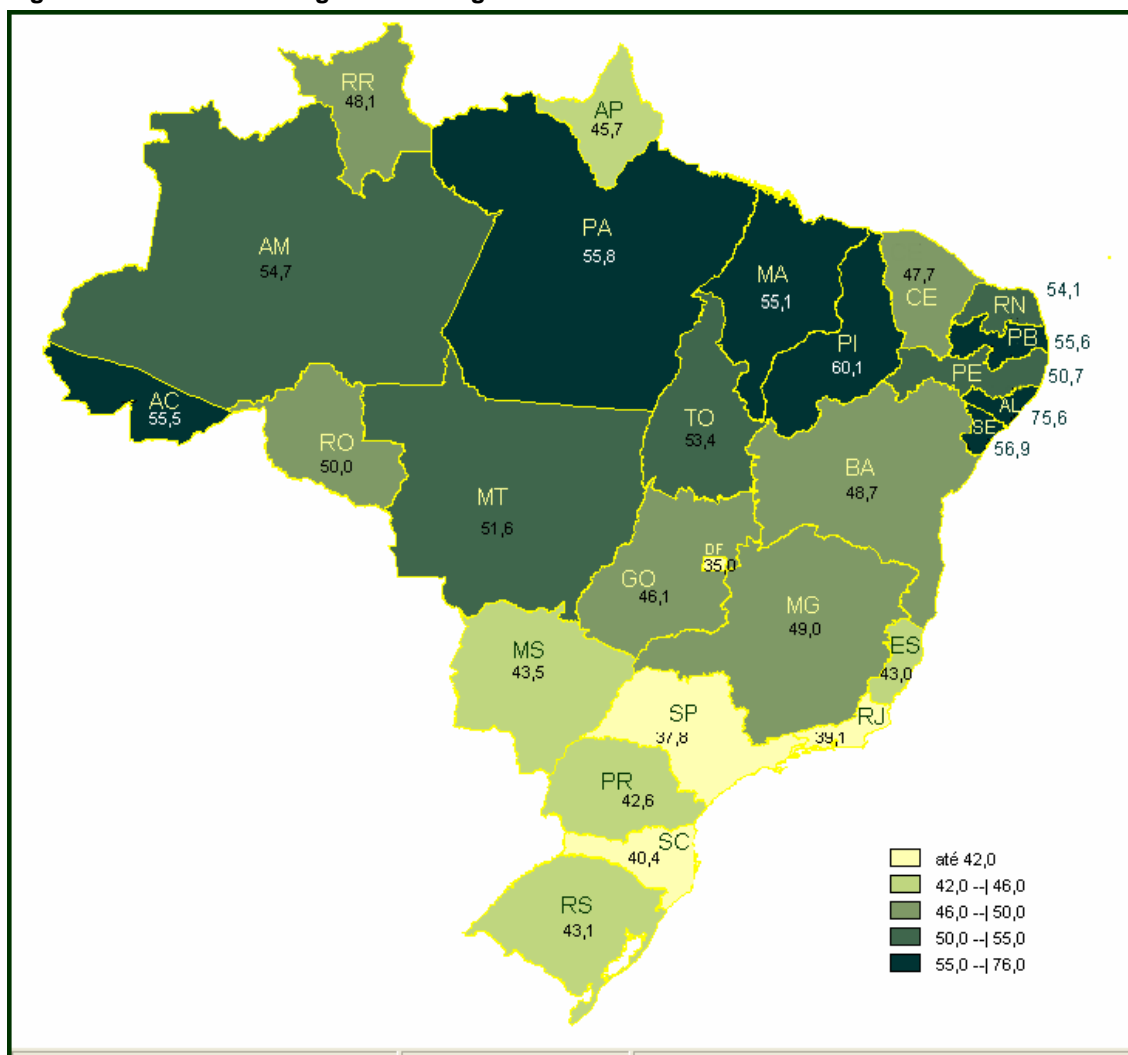 RR
48,1
AP
45,7
AM
54,7
PA
55,8
MA
55,1
47,7
CE
54,1
RN
PB
55,6
PI
60,1
PE
50,7
AC
55,5
AL
75,6
TO
53,4
SE
56,9
RO
50,0
BA
48,7
MT
51,6
DF
35,0
GO
46,1
MG
49,0
MS
43,5
ES
43,0
SP
37,8
RJ
39,1
PR
42,6
SC
40,4
RS
43,1
até 42,0
42,0 --| 46,0
46,0 --| 50,0
50,0 --| 55,0
55,0 --| 76,0